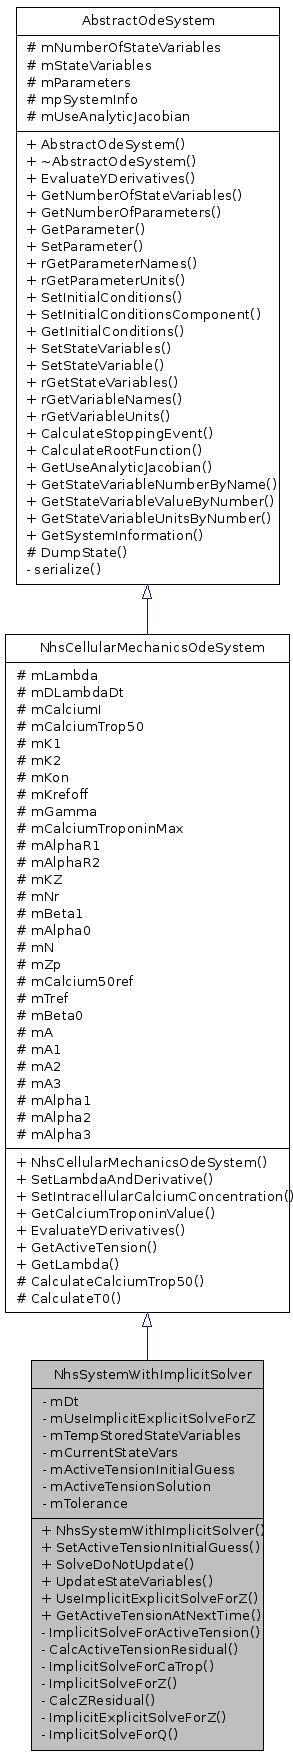 AbstractOdeSystem
# mNumberOfStateVariables
# mStateVariables
# mParameters
# mpSystemInfo
# mUseAnalyticJacobian
+ AbstractOdeSystem()
+ ~AbstractOdeSystem()
+ EvaluateYDerivatives()
+ GetNumberOfStateVariables()
+ GetNumberOfParameters()
+ GetParameter()
+ SetParameter()
+ rGetParameterNames()
+ rGetParameterUnits()
+ SetInitialConditions()
+ SetInitialConditionsComponent()
+ GetInitialConditions()
+ SetStateVariables()
+ SetStateVariable()
+ rGetStateVariables()
+ rGetVariableNames()
+ rGetVariableUnits()
+ CalculateStoppingEvent()
+ CalculateRootFunction()
+ GetUseAnalyticJacobian()
+ GetStateVariableNumberByName()
+ GetStateVariableValueByNumber()
+ GetStateVariableUnitsByNumber()
+ GetSystemInformation()
# DumpState()
- serialize()
NhsCellularMechanicsOdeSystem
# mLambda
# mDLambdaDt
# mCalciumI
# mCalciumTrop50
# mK1
# mK2
# mKon
# mKrefoff
# mGamma
# mCalciumTroponinMax
# mAlphaR1
# mAlphaR2
# mKZ
# mNr
# mBeta1
# mAlpha0
# mN
# mZp
# mCalcium50ref
# mTref
# mBeta0
# mA
# mA1
# mA2
# mA3
# mAlpha1
# mAlpha2
# mAlpha3
+ NhsCellularMechanicsOdeSystem()
+ SetLambdaAndDerivative()
+ SetIntracellularCalciumConcentration()
+ GetCalciumTroponinValue()
+ EvaluateYDerivatives()
+ GetActiveTension()
+ GetLambda()
# CalculateCalciumTrop50()
# CalculateT0()
NhsSystemWithImplicitSolver
- mDt
- mUseImplicitExplicitSolveForZ
- mTempStoredStateVariables
- mCurrentStateVars
- mActiveTensionInitialGuess
- mActiveTensionSolution
- mTolerance
+ NhsSystemWithImplicitSolver()
+ SetActiveTensionInitialGuess()
+ SolveDoNotUpdate()
+ UpdateStateVariables()
+ UseImplicitExplicitSolveForZ()
+ GetActiveTensionAtNextTime()
- ImplicitSolveForActiveTension()
- CalcActiveTensionResidual()
- ImplicitSolveForCaTrop()
- ImplicitSolveForZ()
- CalcZResidual()
- ImplicitExplicitSolveForZ()
- ImplicitSolveForQ()